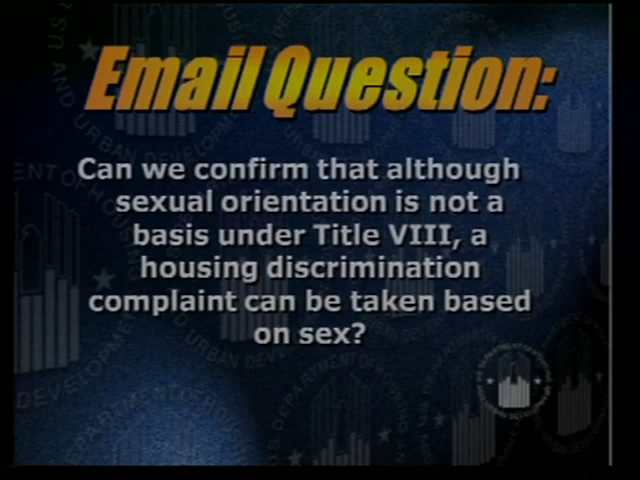 Email Question:
Can we confirm that although
sexual orientation is not a
basis under Title VIII, a
housing discrimination
complaint can be taken based
on sex?